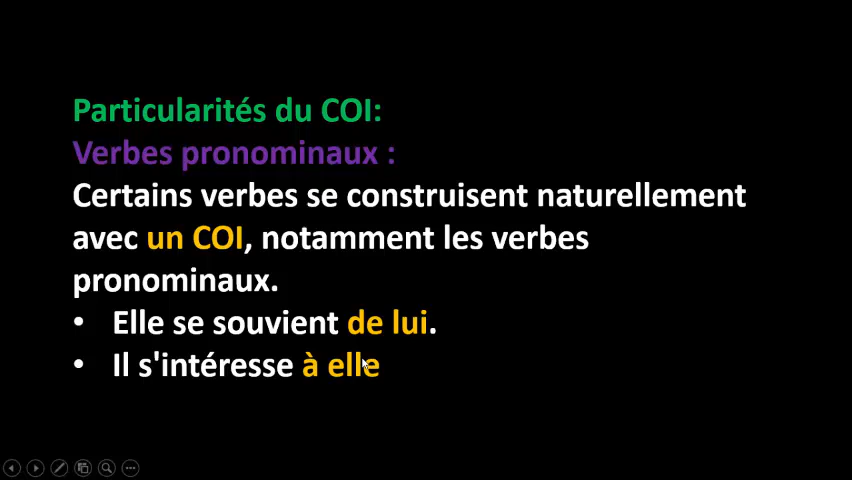 Particularités du COI:
Verbes pronominaux :
Certains verbes se construisent naturellement
avec un COI, notamment les verbes
pronominaux.
• Elle se souvient de lui.
• Il s'intéresse à elle